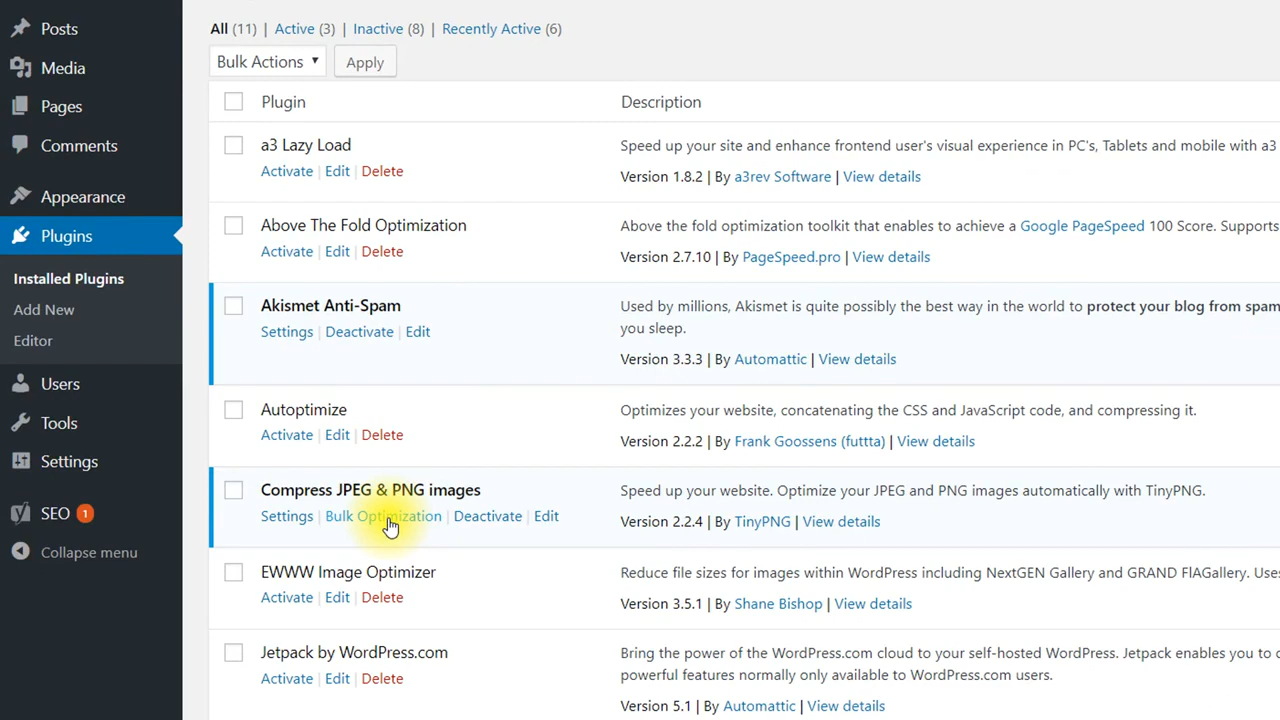 Posts
Media
Pages
Comments
Appearance
Plugins
Installed Plugins
Add New
Editor
Users
Tools
Settings
SEO 1
Collapse menu
All (11) | Active (3) | Inactive (8) | Recently Active (6)
Bulk Actions Apply
Plugin Description
a3 Lazy Load
Activate | Edit | Delete
Speed up your site and enhance frontend user's visual experience in PC's, Tablets and mobile with a3
Version 1.8.2 | By a3rev Software | View details
Above The Fold Optimization
Activate | Edit | Delete
Above the fold optimization toolkit that enables to achieve a Google PageSpeed 100 Score. Supports
Version 2.7.10 | By PageSpeed.pro | View details
Akismet Anti-Spam
Settings | Deactivate | Edit
Used by millions, Akismet is quite possibly the best way in the world to protect your blog from spam
you sleep.
Version 3.3.3 | By Automattic | View details
Autoptimize
Activate | Edit | Delete
Optimizes your website, concatenating the CSS and JavaScript code, and compressing it.
Version 2.2.2 | By Frank Goossens (futtta) | View details
Compress JPEG & PNG images
Settings | Bulk Optimization | Deactivate | Edit
Speed up your website. Optimize your JPEG and PNG images automatically with TinyPNG.
Version 2.2.4 | By TinyPNG | View details
EWWW Image Optimizer
Activate | Edit | Delete
Reduce file sizes for images within WordPress including NextGEN Gallery and GRAND FlAGallery. Uses
Version 3.5.1 | By Shane Bishop | View details
Jetpack by WordPress.com
Activate | Edit | Delete
Bring the power of the WordPress.com cloud to your self-hosted WordPress. Jetpack enables you to
powerful features normally only available to WordPress.com users.
Version 5.1 | By Automattic | View details